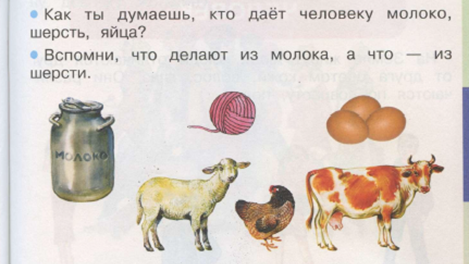 • Как ты думаешь, кто даёт человеку молоко,
шерсть, яйца?
• Вспомни, что делают из молока, а что — из
шерсти.
МОЛОКО